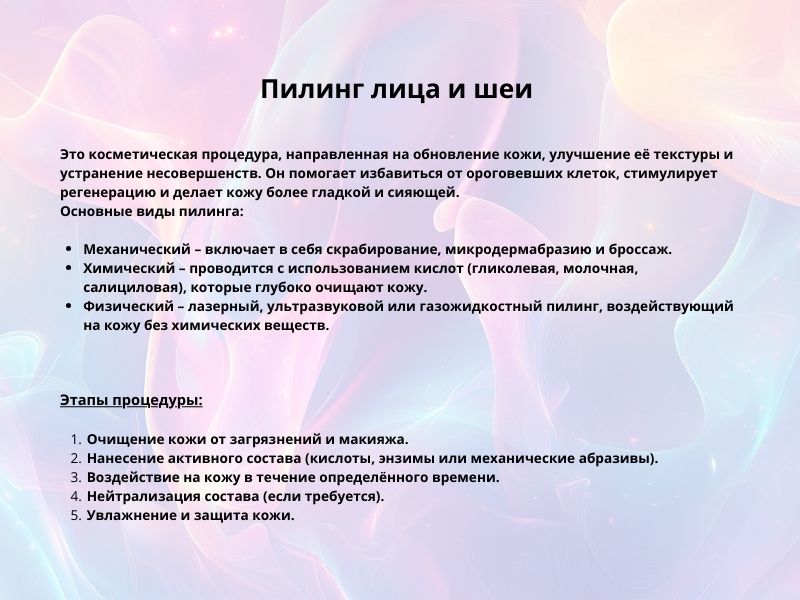 Пилинг лица и шеи
Это косметическая процедура, направленная на обновление кожи, улучшение её текстуры и
устранение несовершенств. Он помогает избавиться от ороговевших клеток, стимулирует
регенерацию и делает кожу более гладкой и сияющей.
Основные виды пилинга:
• Механический – включает в себя скрабирование, микродермабразию и броссаж.
• Химический – проводится с использованием кислот (гликолевая, молочная,
салициловая), которые глубоко очищают кожу.
• Физический – лазерный, ультразвуковой или газожидкостный пилинг, воздействующий
на кожу без химических веществ.
Этапы процедуры:
1. Очищение кожи от загрязнений и макияжа.
2. Нанесение активного состава (кислоты, энзимы или механические абразивы).
3. Воздействие на кожу в течение определённого времени.
4. Нейтрализация состава (если требуется).
5. Увлажнение и защита кожи.